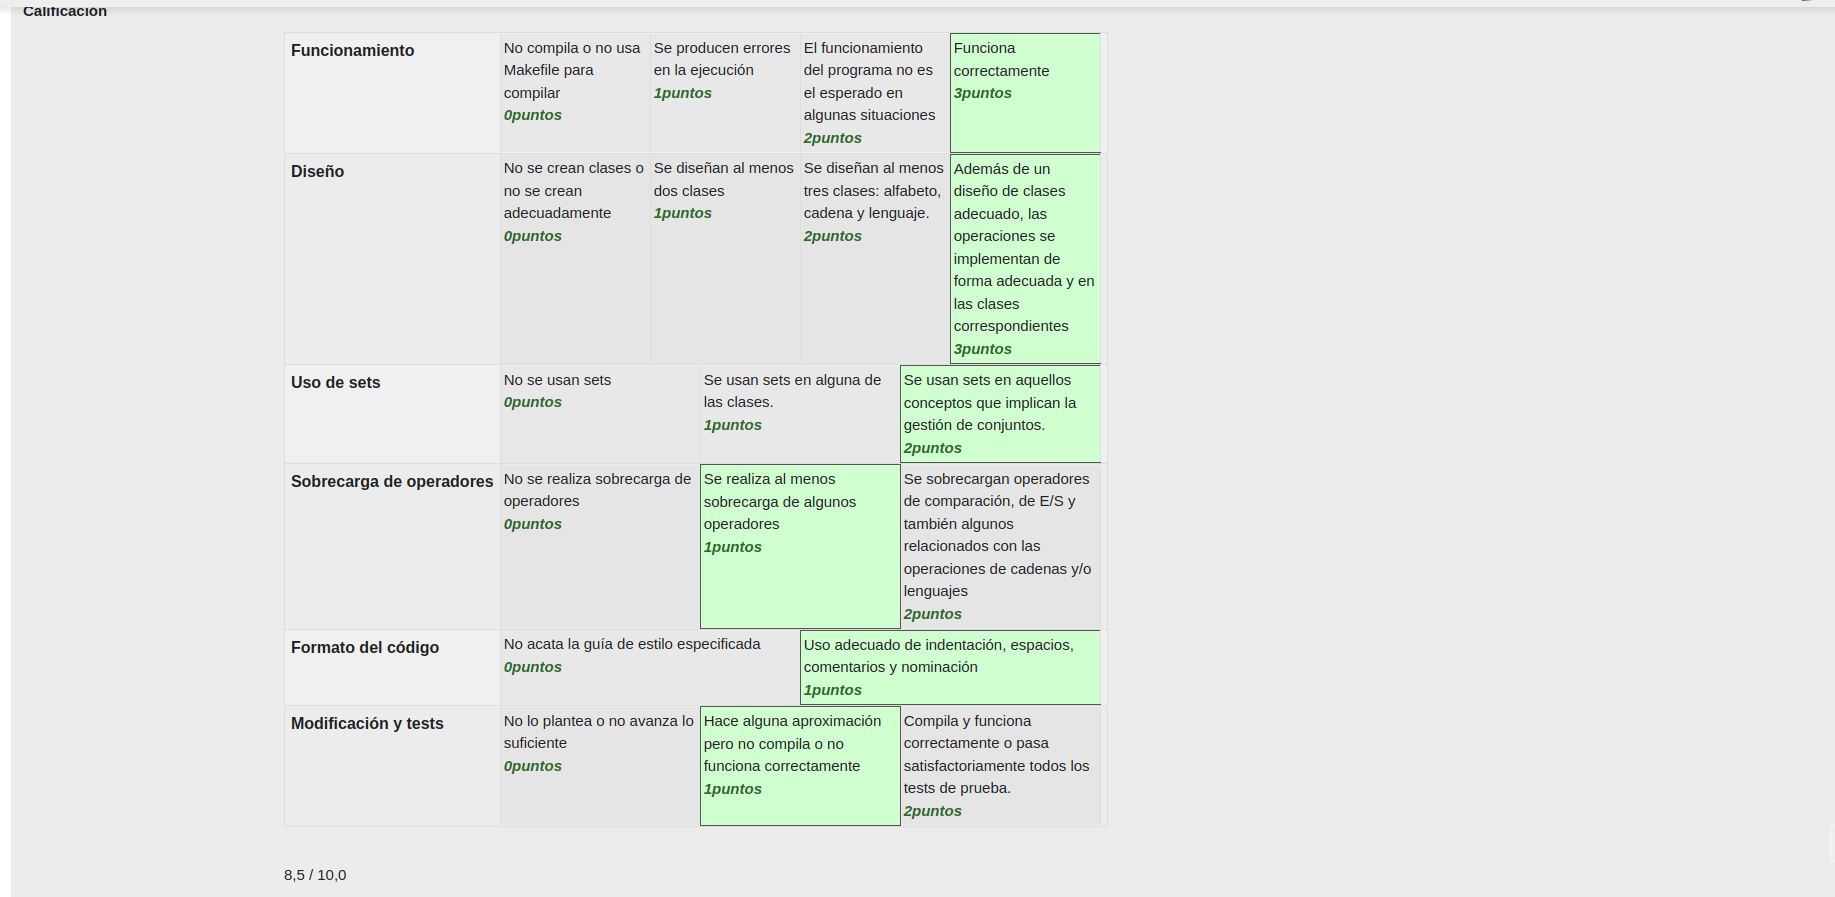 Calificación
Funcionamiento
No compila o no usa
Makefile para
compilar
0puntos
Se producen errores
en la ejecución
1puntos
El funcionamiento
del programa no es
el esperado en
algunas situaciones
2puntos
Funciona
correctamente
3puntos
Diseño
No se crean clases o
no se crean
adecuadamente
0puntos
Se diseñan al menos
dos clases
1puntos
Se diseñan al menos
tres clases: alfabeto,
cadena y lenguaje.
2puntos
Además de un
diseño de clases
adecuado, las
operaciones se
implementan de
forma adecuada y en
las clases
correspondientes
3puntos
Uso de sets
No se usan sets
0puntos
Se usan sets en alguna de
las clases.
1puntos
Se usan sets en aquellos
conceptos que implican la
gestión de conjuntos.
2puntos
Sobrecarga de operadores
No se realiza sobrecarga de
operadores
0puntos
Se realiza al menos
sobrecarga de algunos
operadores
1puntos
Se sobrecargan operadores
de comparación, de E/S y
también algunos
relacionados con las
operaciones de cadenas y/o
lenguajes
2puntos
Formato del código
No acata la guía de estilo especificada
0puntos
Uso adecuado de indentación, espacios,
comentarios y nominación
1puntos
Modificación y tests
No lo plantea o no avanza lo
suficiente
0puntos
Hace alguna aproximación
pero no compila o no
funciona correctamente
1puntos
Compila y funciona
correctamente o pasa
satisfactoriamente todos los
tests de prueba.
2puntos
8,5 / 10,0